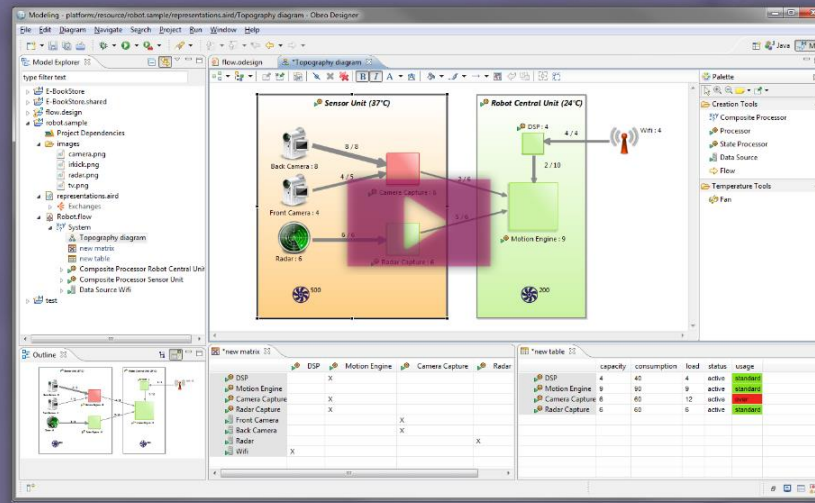 Modeling - platform:/resource/robot.sample/representations.aird/Topography diagram - Obeo Designer
File Edit Diagram Navigate Search Project Run Window Help
Java
Model Explorer
type filter text
E-BookStore
E-BookStore.shared
flow.design
robot.sample
Project Dependencies
images
camera.png
irkick.png
radar.png
tv.png
representations.aird
Exchanges
Robot.flow
System
Topography diagram
new matrix
new table
Composite Processor Robot Central Unit
Composite Processor Sensor Unit
Data Source Wifi
test
flow.odesign
*Topography diagram
Sensor Unit (37°C)
Back Camera : 8
8 / 8
4 / 5
Front Camera : 4
Camera Capture
Radar : 6
Radar Capture
500
Robot Central Unit (24°C)
DSP : 4
4 / 4
Wifi : 4
2 / 10
Motion Engine : 9
200
Palette
Creation Tools
Composite Processor
Processor
State Processor
Data Source
Flow
Temperature Tools
Fan
Outline
*new matrix
DSP Motion Engine Camera Capture Radar
DSP X
Motion Engine
Camera Capture X
Radar Capture X
Front Camera X
Back Camera X
Radar X
Wifi X
*new table
capacity consumption load status usage
DSP 4 40 4 active standard
Motion Engine 9 90 9 active standard
Camera Capture 60 12 active over
Radar Capture 6 60 6 active standard